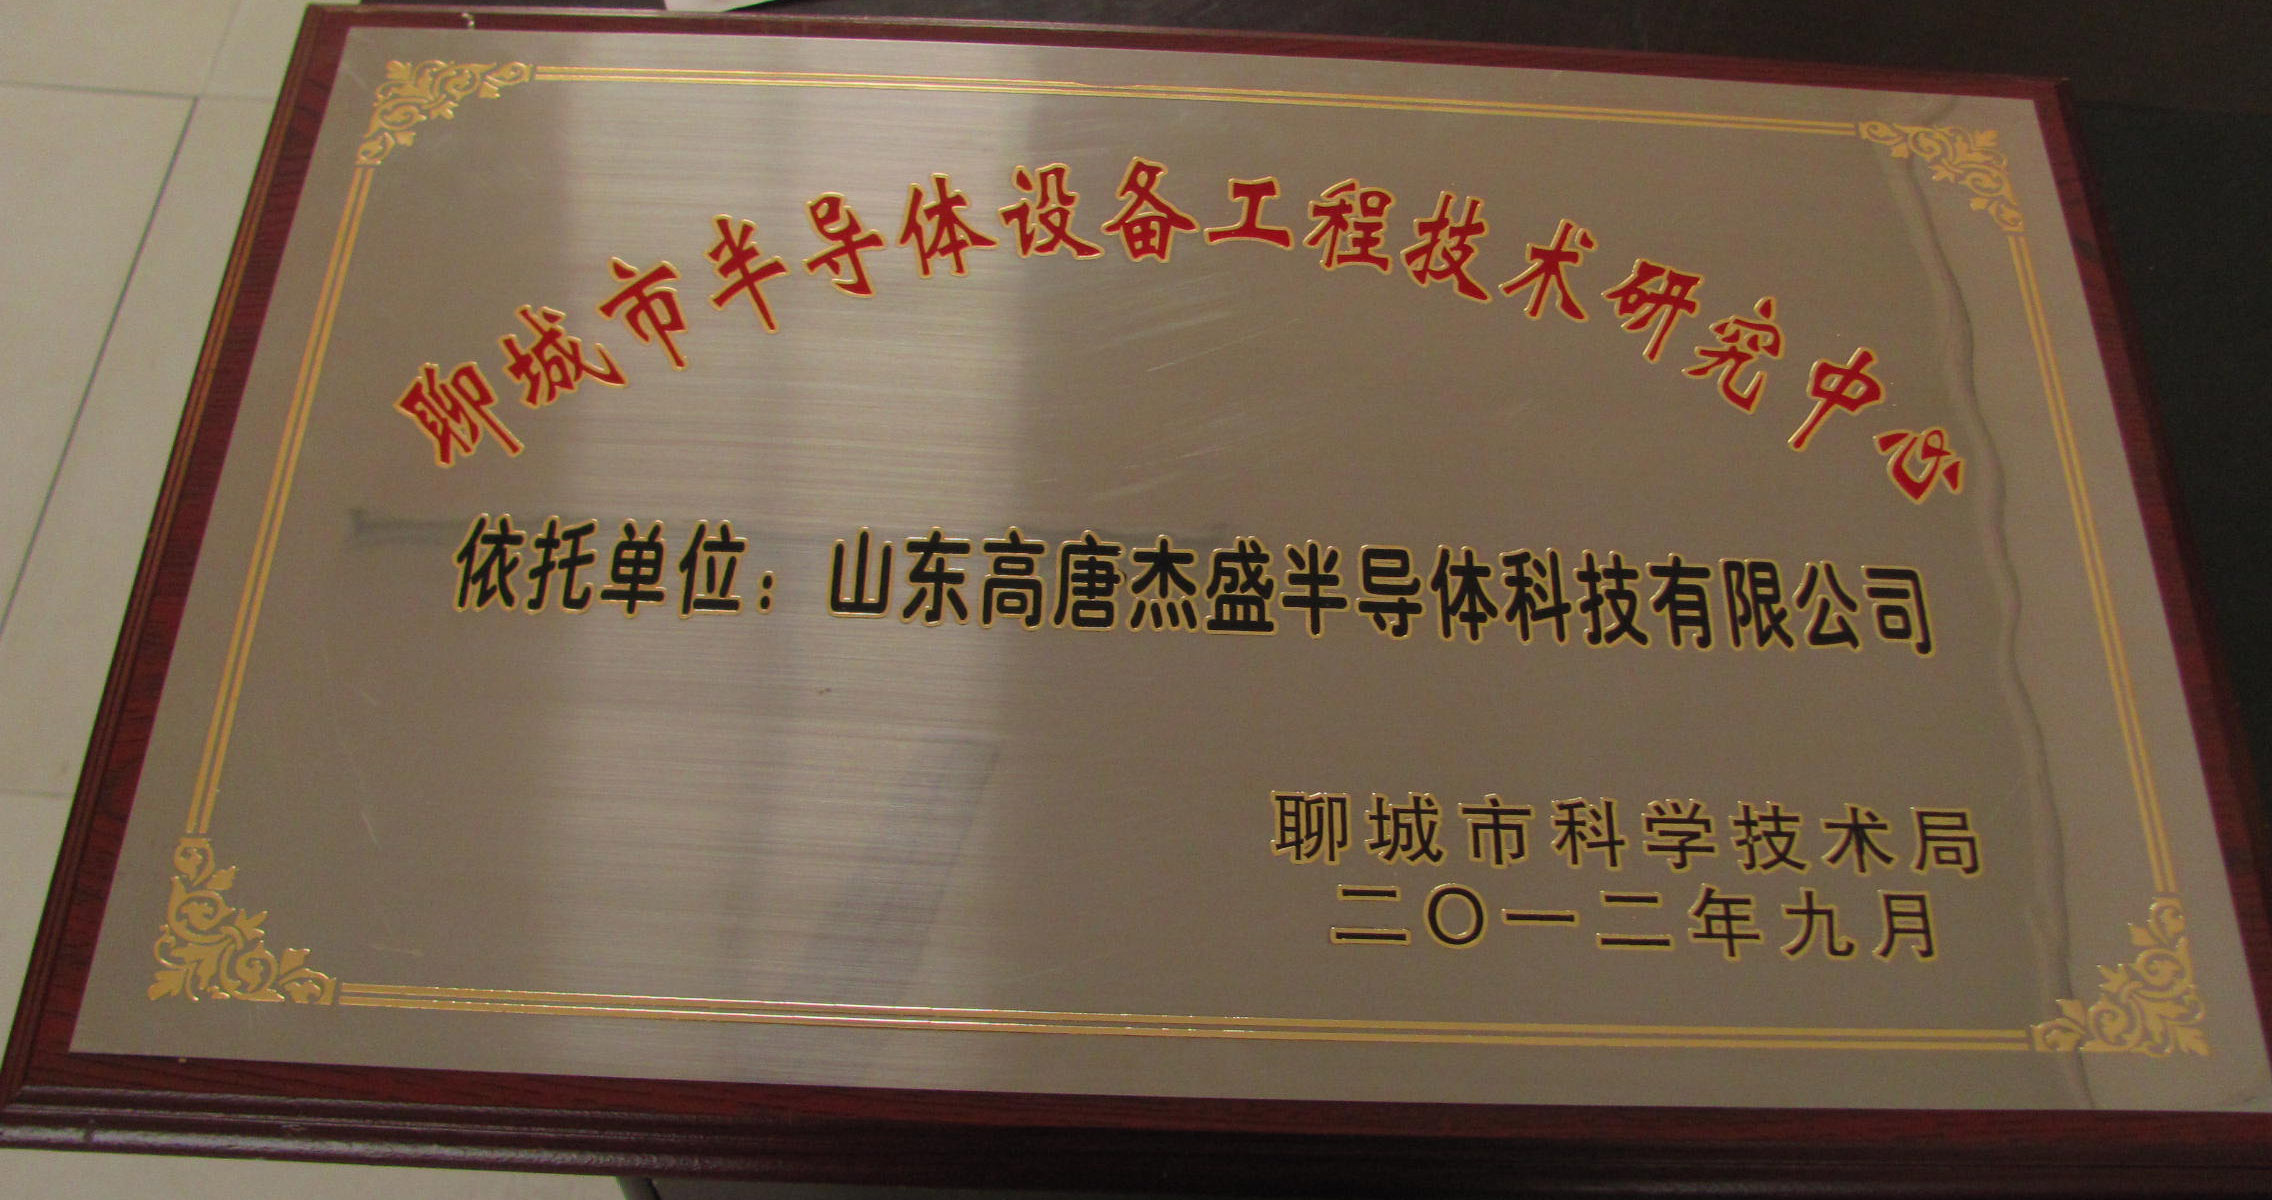 聊城市半导体设备工程技术研究中心
依托单位：山东高唐杰盛半导体科技有限公司
聊城市科学技术局
二〇一二年九月